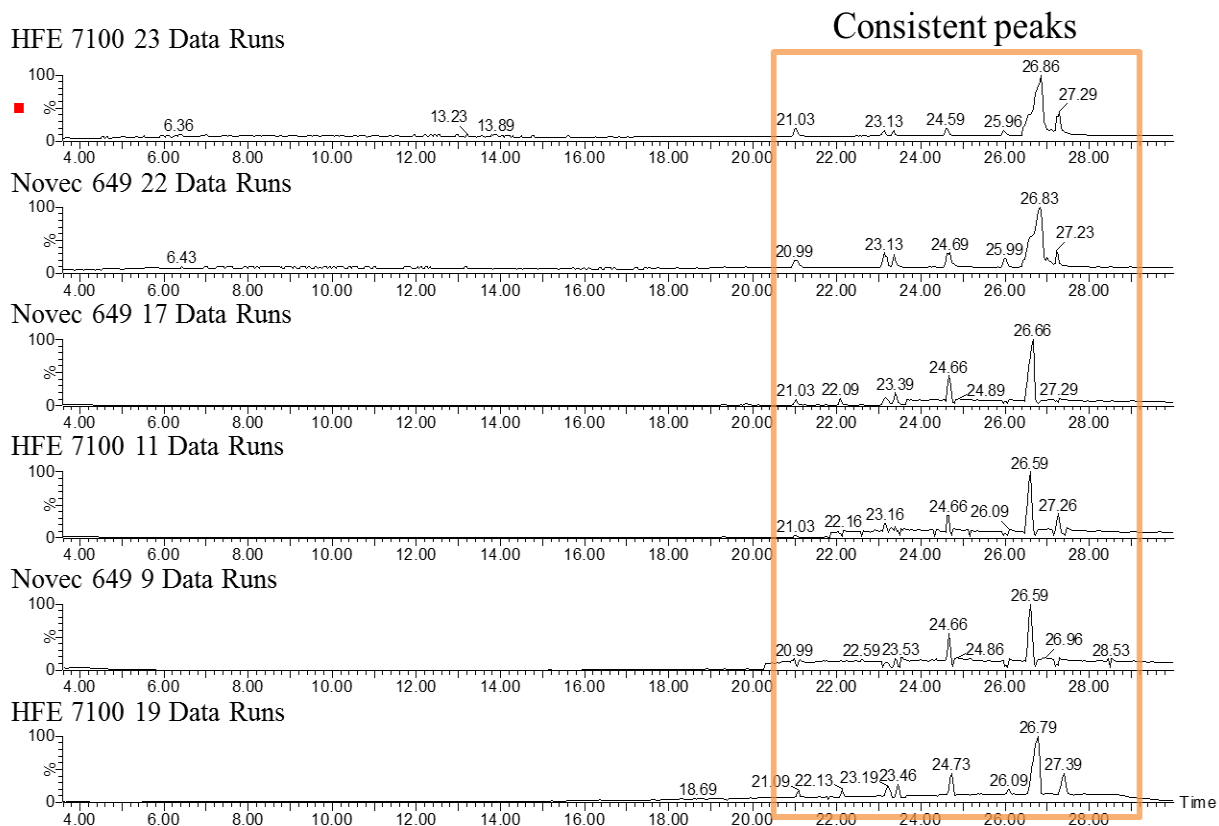 Consistent peaks
HFE 7100 23 Data Runs
100
%
0
6.36 13.23 13.89 21.03 23.13 24.59 25.96 26.86 27.29
4.00 6.00 8.00 10.00 12.00 14.00 16.00 18.00 20.00 22.00 24.00 26.00 28.00
Novec 649 22 Data Runs
100
%
0
6.43 20.99 23.13 24.69 25.99 26.83 27.23
4.00 6.00 8.00 10.00 12.00 14.00 16.00 18.00 20.00 22.00 24.00 26.00 28.00
Novec 649 17 Data Runs
100
%
0
21.03 22.09 23.39 24.66 24.89 26.66 27.29
4.00 6.00 8.00 10.00 12.00 14.00 16.00 18.00 20.00 22.00 24.00 26.00 28.00
HFE 7100 11 Data Runs
100
%
0
21.03 22.16 23.16 24.66 26.09 26.59 27.26
4.00 6.00 8.00 10.00 12.00 14.00 16.00 18.00 20.00 22.00 24.00 26.00 28.00
Novec 649 9 Data Runs
100
%
0
20.99 22.59 23.53 24.66 24.86 26.59 26.96 28.53
4.00 6.00 8.00 10.00 12.00 14.00 16.00 18.00 20.00 22.00 24.00 26.00 28.00
HFE 7100 19 Data Runs
100
%
0
18.69 21.09 22.13 23.19 23.46 24.73 26.09 26.79 27.39
Time
4.00 6.00 8.00 10.00 12.00 14.00 16.00 18.00 20.00 22.00 24.00 26.00 28.00